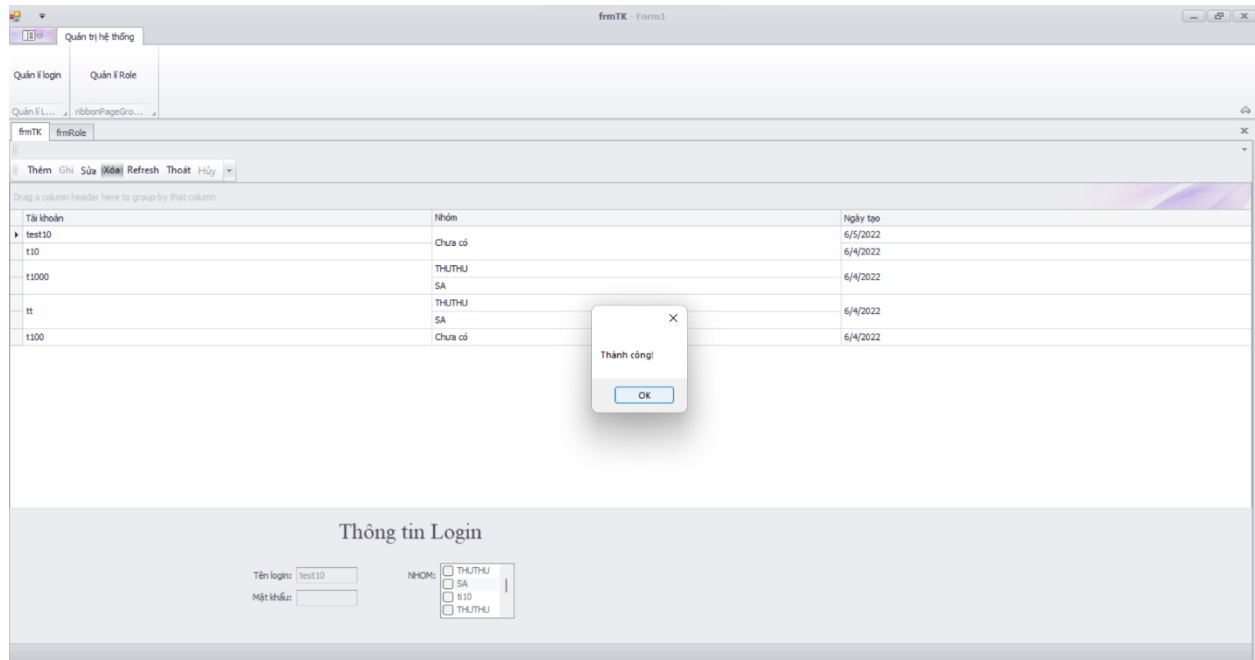 frmTK - Form1
Quản trị hệ thống
Quản lí login Quản lí Role
Quản lí L... ribbonPageGro...
frmTK frmRole
Thêm Ghi Sửa Xóa Refresh Thoát Hủy
Drag a column header here to group by that column
Tài khoản Nhóm Ngày tạo
test10 Chưa có 6/5/2022
t10 6/4/2022
t1000 THUTHU 6/4/2022
SA
tt THUTHU 6/4/2022
SA
t100 Chưa có 6/4/2022
Thành công!
OK
Thông tin Login
Tên login: test10 NHOM: THUTHU
SA
Mật khẩu: tl10
THUTHU